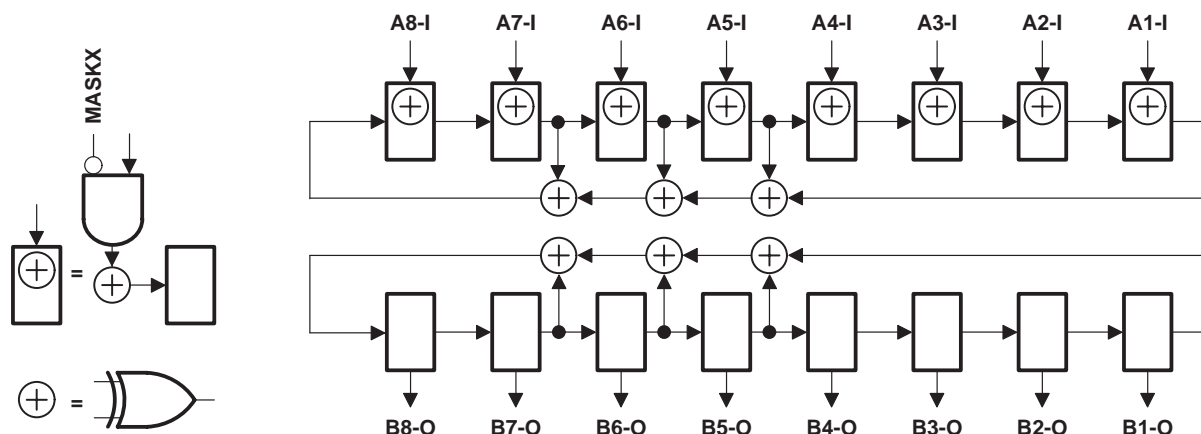 A8-I A7-I A6-I A5-I A4-I A3-I A2-I A1-I
MASKX
=
=
B8-O B7-O B6-O B5-O B4-O B3-O B2-O B1-O